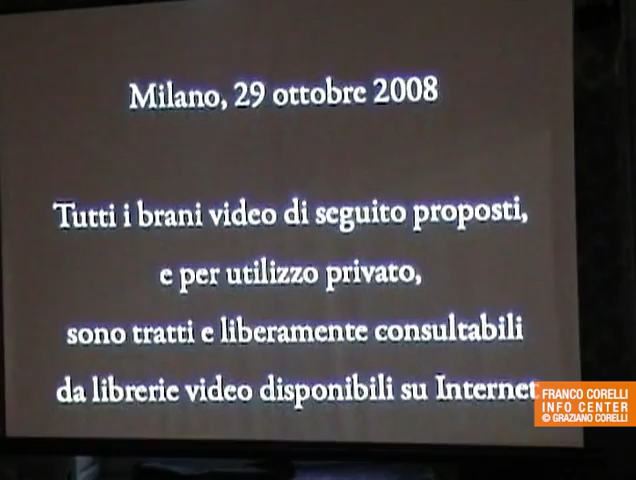 Milano, 29 ottobre 2008
Tutti i brani video di seguito proposti,
e per utilizzo privato,
sono tratti e liberamente consultabili
da librerie video disponibili su Internet
FRANCO CORELLI
INFO CENTER
© GRAZIANO CORELLI